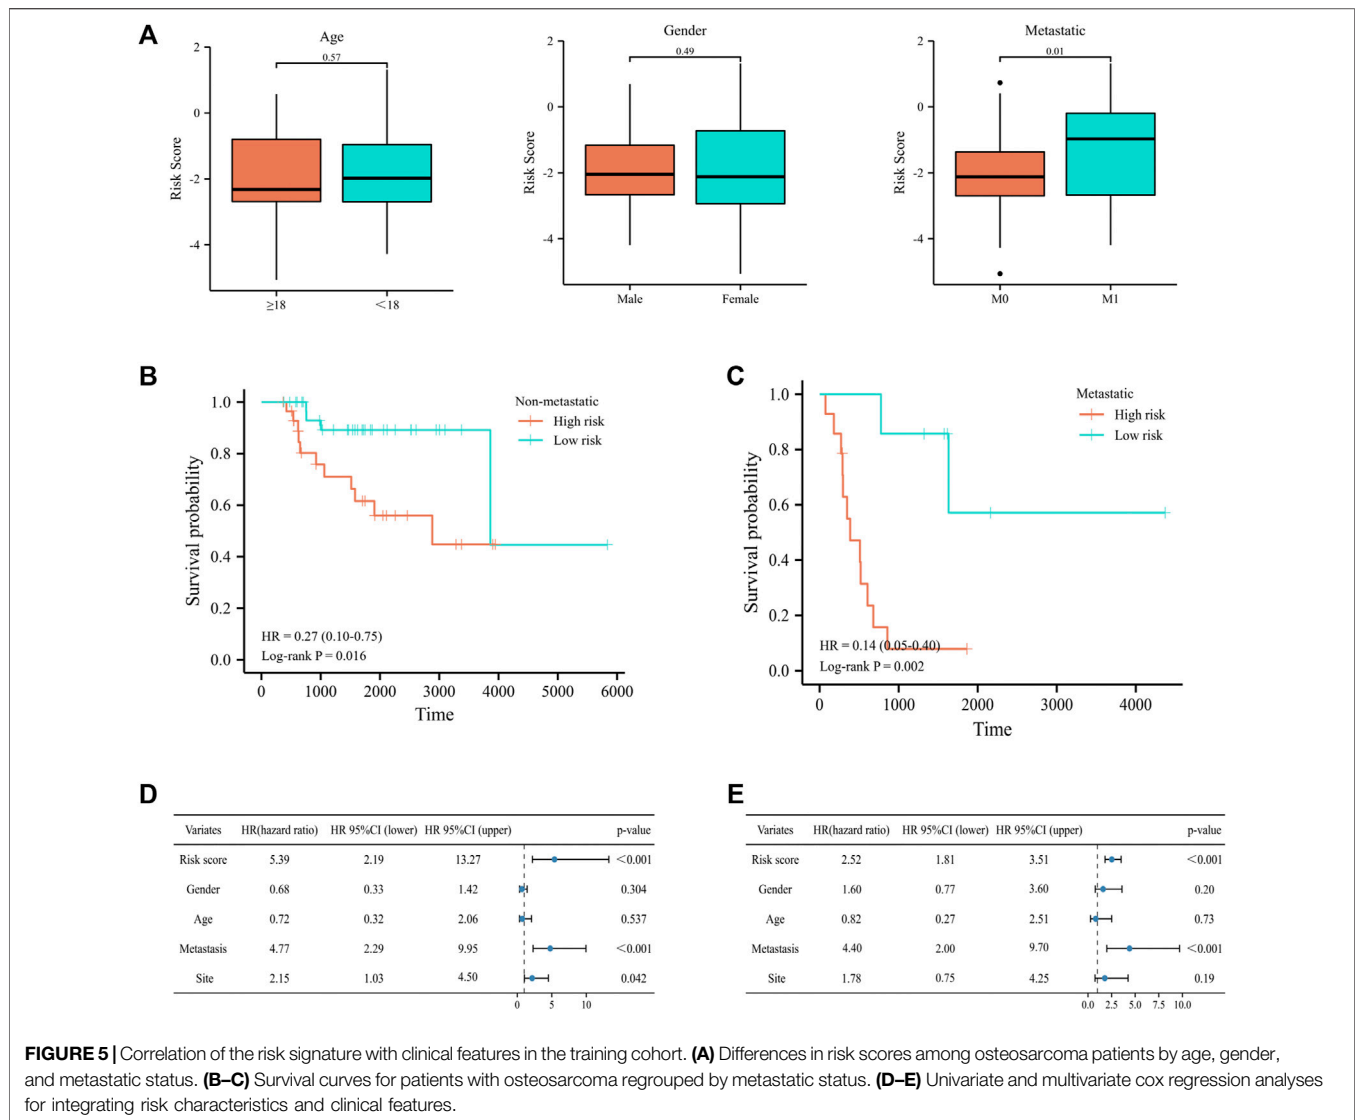 A
Age
0.57
2
0
-2
-4
Risk Score
≥18
<18
Gender
0.49
2
0
-2
-4
Risk Score
Male
Female
Metastatic
0.01
2
0
-2
-4
Risk Score
M0
M1
B
Non-metastatic
High risk
Low risk
1.0
0.8
0.6
0.4
0.2
0.0
Survival probability
HR = 0.27 (0.10-0.75)
Log-rank P = 0.016
0 1000 2000 3000 4000 5000 6000
Time
C
Metastatic
High risk
Low risk
1.0
0.8
0.6
0.4
0.2
0.0
Survival probability
HR = 0.14 (0.05-0.40)
Log-rank P = 0.002
0 1000 2000 3000 4000
Time
D
Variates HR(hazard ratio) HR 95%CI (lower) HR 95%CI (upper) p-value
Risk score 5.39 2.19 13.27 <0.001
Gender 0.68 0.33 1.42 0.304
Age 0.72 0.32 2.06 0.537
Metastasis 4.77 2.29 9.95 <0.001
Site 2.15 1.03 4.50 0.042
0 5 10
E
Variates HR(hazard ratio) HR 95%CI (lower) HR 95%CI (upper) p-value
Risk score 2.52 1.81 3.51 <0.001
Gender 1.60 0.77 3.60 0.20
Age 0.82 0.27 2.51 0.73
Metastasis 4.40 2.00 9.70 <0.001
Site 1.78 0.75 4.25 0.19
0.0 2.5 5.0 7.5 10.0
FIGURE 5 | Correlation of the risk signature with clinical features in the training cohort. (A) Differences in risk scores among osteosarcoma patients by age, gender,
and metastatic status. (B–C) Survival curves for patients with osteosarcoma regrouped by metastatic status. (D–E) Univariate and multivariate cox regression analyses
for integrating risk characteristics and clinical features.